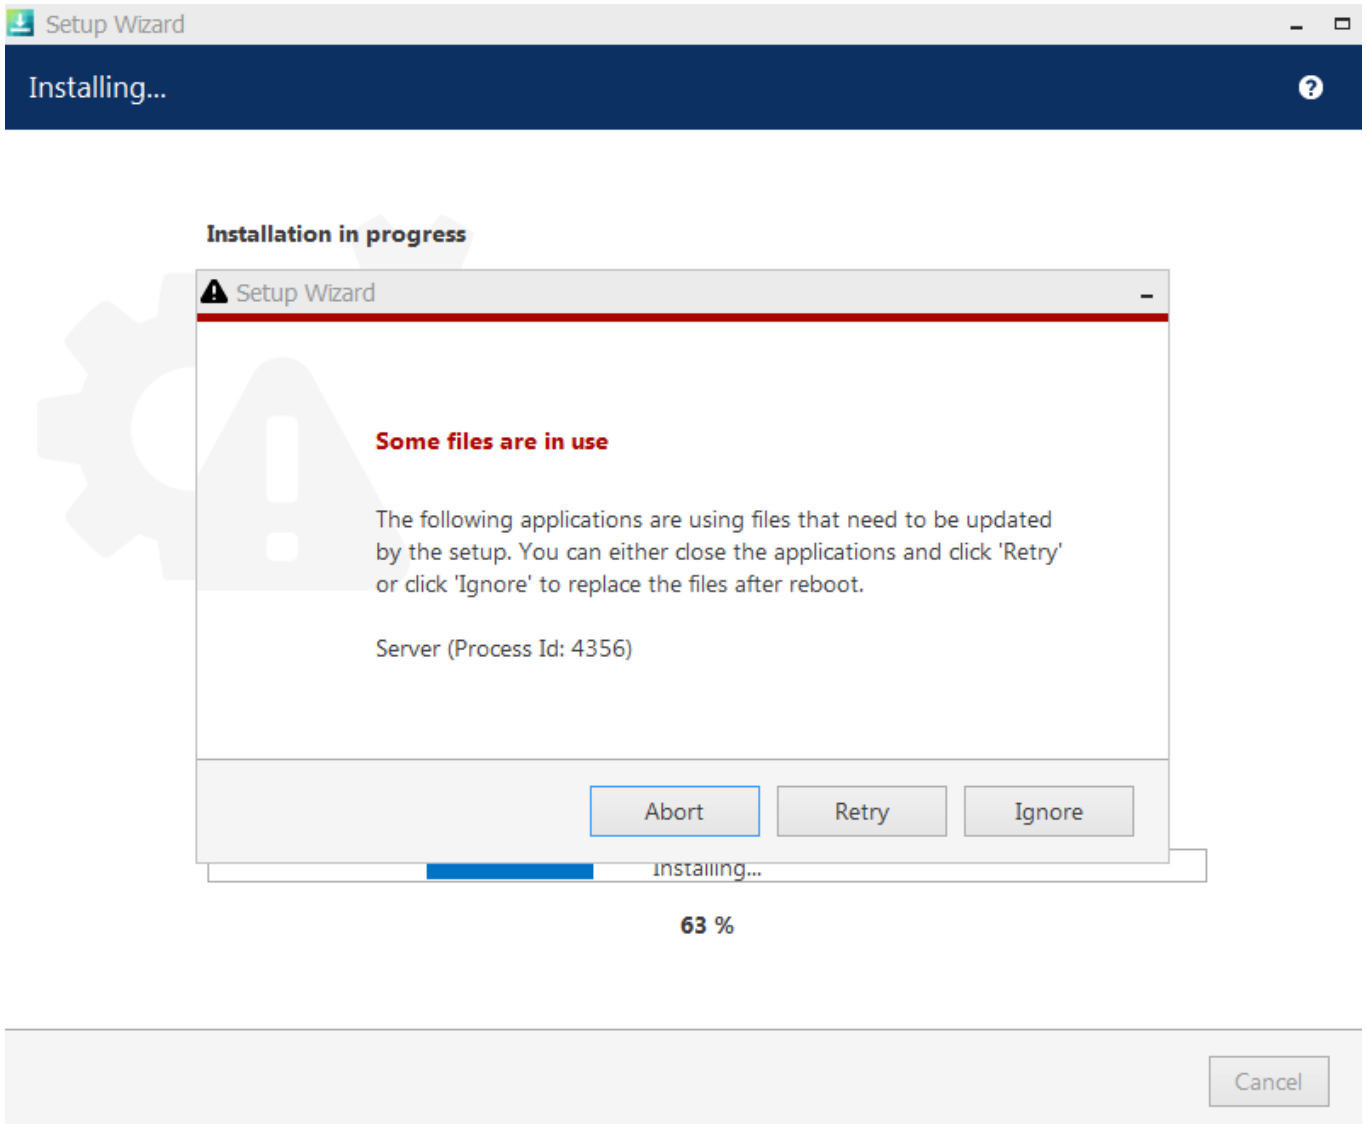 Setup Wizard
Installing...
Installation in progress
Setup Wizard
Some files are in use
The following applications are using files that need to be updated
by the setup. You can either close the applications and click 'Retry'
or click 'Ignore' to replace the files after reboot.
Server (Process Id: 4356)
Abort
Retry
Ignore
Installing...
63 %
Cancel